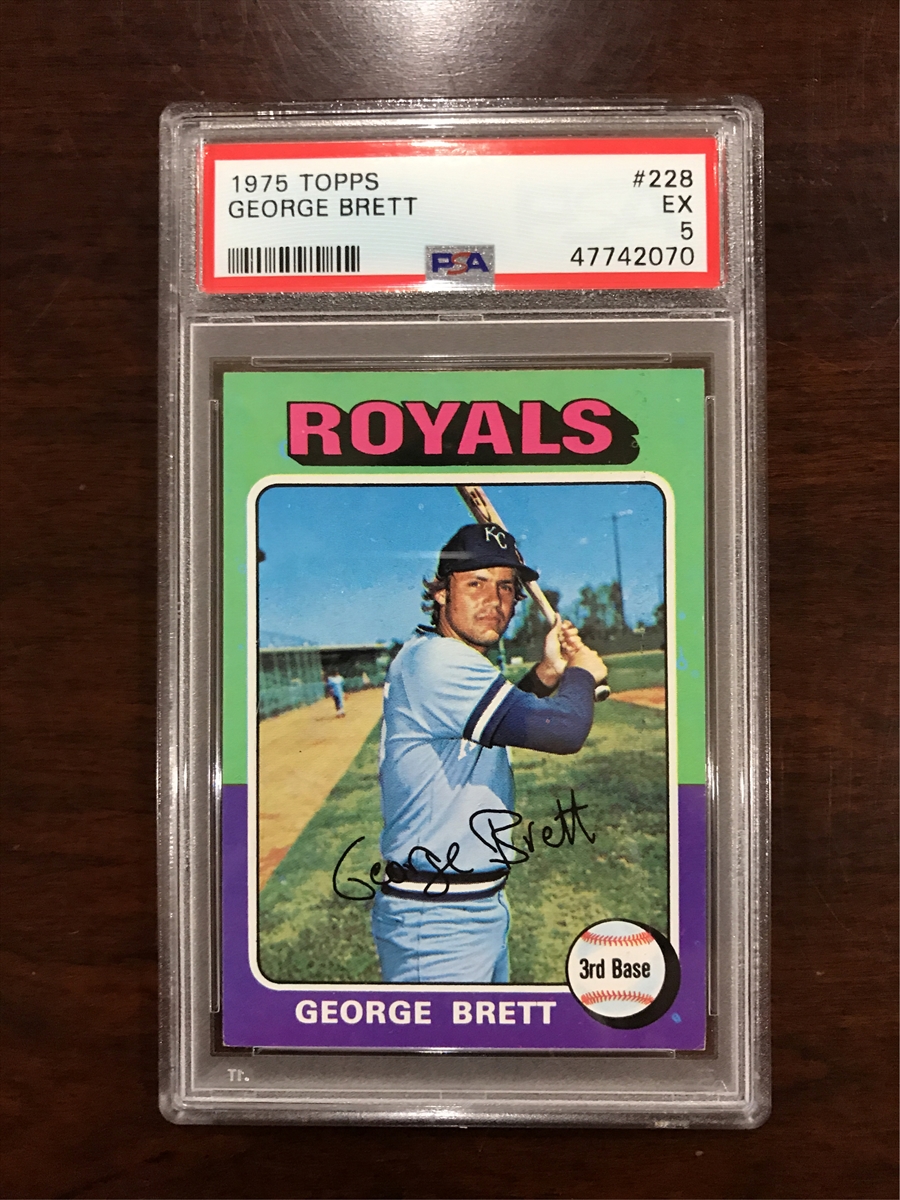 1975 TOPPS #228
GEORGE BRETT EX
5
PSA 47742070
ROYALS
KC
George Brett
3rd Base
GEORGE BRETT